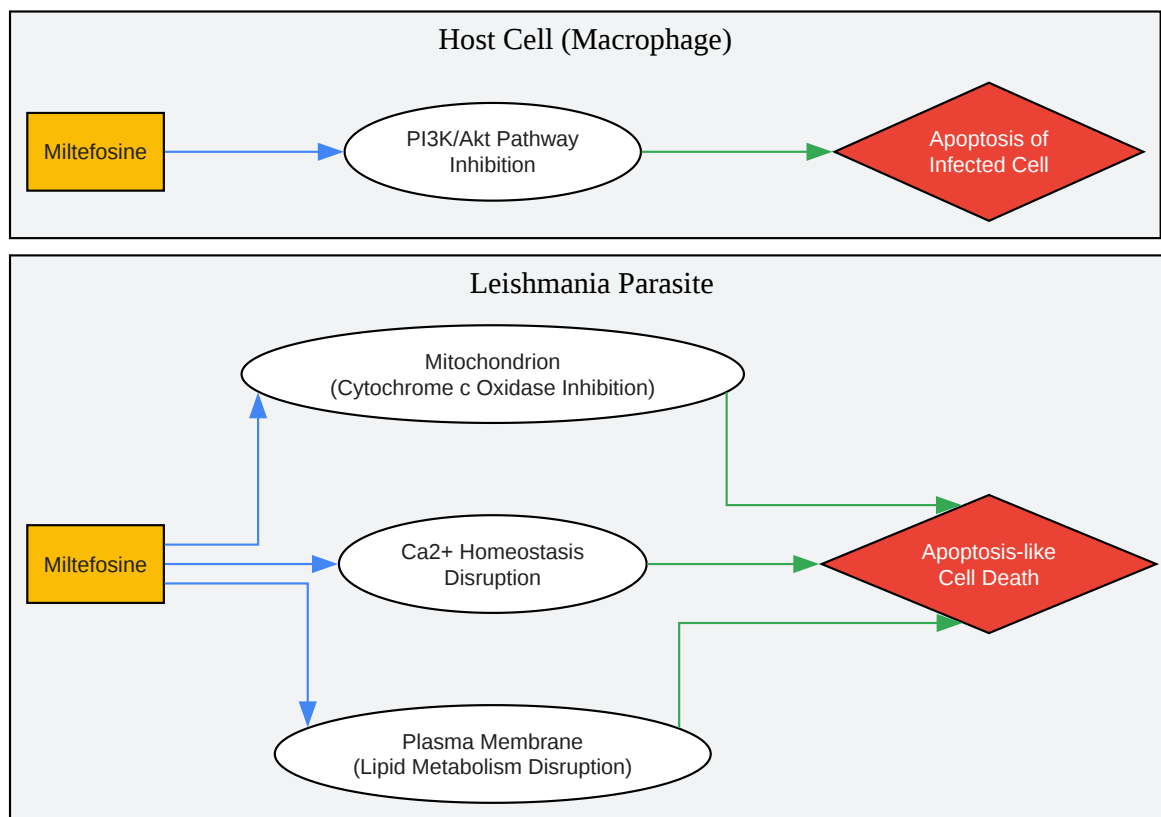 Host Cell (Macrophage)
Miltefosine
PI3K/Akt Pathway
Inhibition
Apoptosis of
Infected Cell
Leishmania Parasite
Mitochondrion
(Cytochrome c Oxidase Inhibition)
Miltefosine
Ca2+ Homeostasis
Disruption
Apoptosis-like
Cell Death
Plasma Membrane
(Lipid Metabolism Disruption)